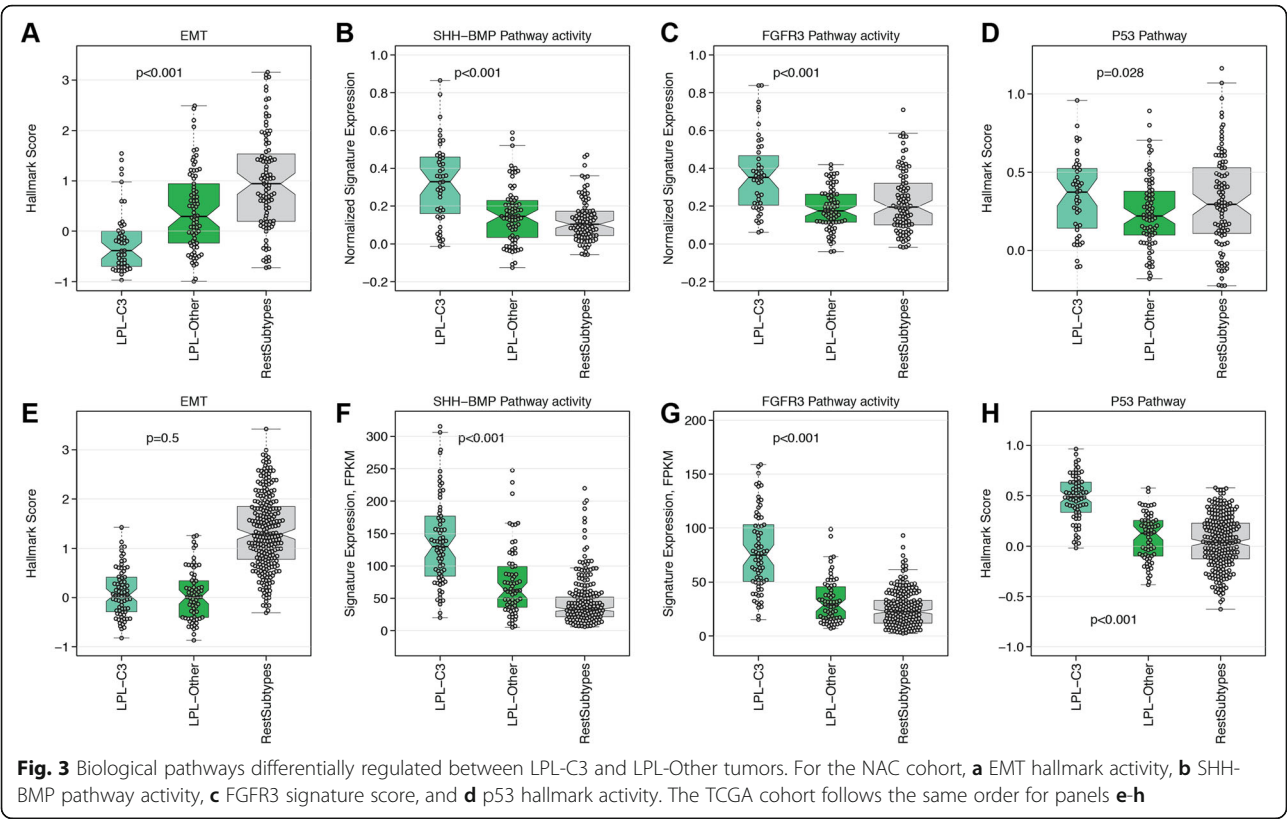 A
EMT
Hallmark Score
3
2
1
0
−1
p<0.001
LPL−C3
LPL−Other
RestSubtypes
B
SHH−BMP Pathway activity
Normalized Signature Expression
1.0
0.8
0.6
0.4
0.2
0.0
−0.2
p<0.001
LPL−C3
LPL−Other
RestSubtypes
C
FGFR3 Pathway activity
Normalized Signature Expression
1.0
0.8
0.6
0.4
0.2
0.0
−0.2
p<0.001
LPL−C3
LPL−Other
RestSubtypes
D
P53 Pathway
Hallmark Score
1.0
0.5
0.0
p=0.028
LPL−C3
LPL−Other
RestSubtypes
E
EMT
Hallmark Score
3
2
1
0
−1
p=0.5
LPL−C3
LPL−Other
RestSubtypes
F
SHH−BMP Pathway activity
Signature Expression, FPKM
300
250
200
150
100
50
0
p<0.001
LPL−C3
LPL−Other
RestSubtypes
G
FGFR3 Pathway activity
Signature Expression, FPKM
200
150
100
50
0
p<0.001
LPL−C3
LPL−Other
RestSubtypes
H
P53 Pathway
Hallmark Score
1.0
0.5
0.0
−0.5
−1.0
p<0.001
LPL−C3
LPL−Other
RestSubtypes
Fig. 3 Biological pathways differentially regulated between LPL-C3 and LPL-Other tumors. For the NAC cohort, a EMT hallmark activity, b SHH-
BMP pathway activity, c FGFR3 signature score, and d p53 hallmark activity. The TCGA cohort follows the same order for panels e-h